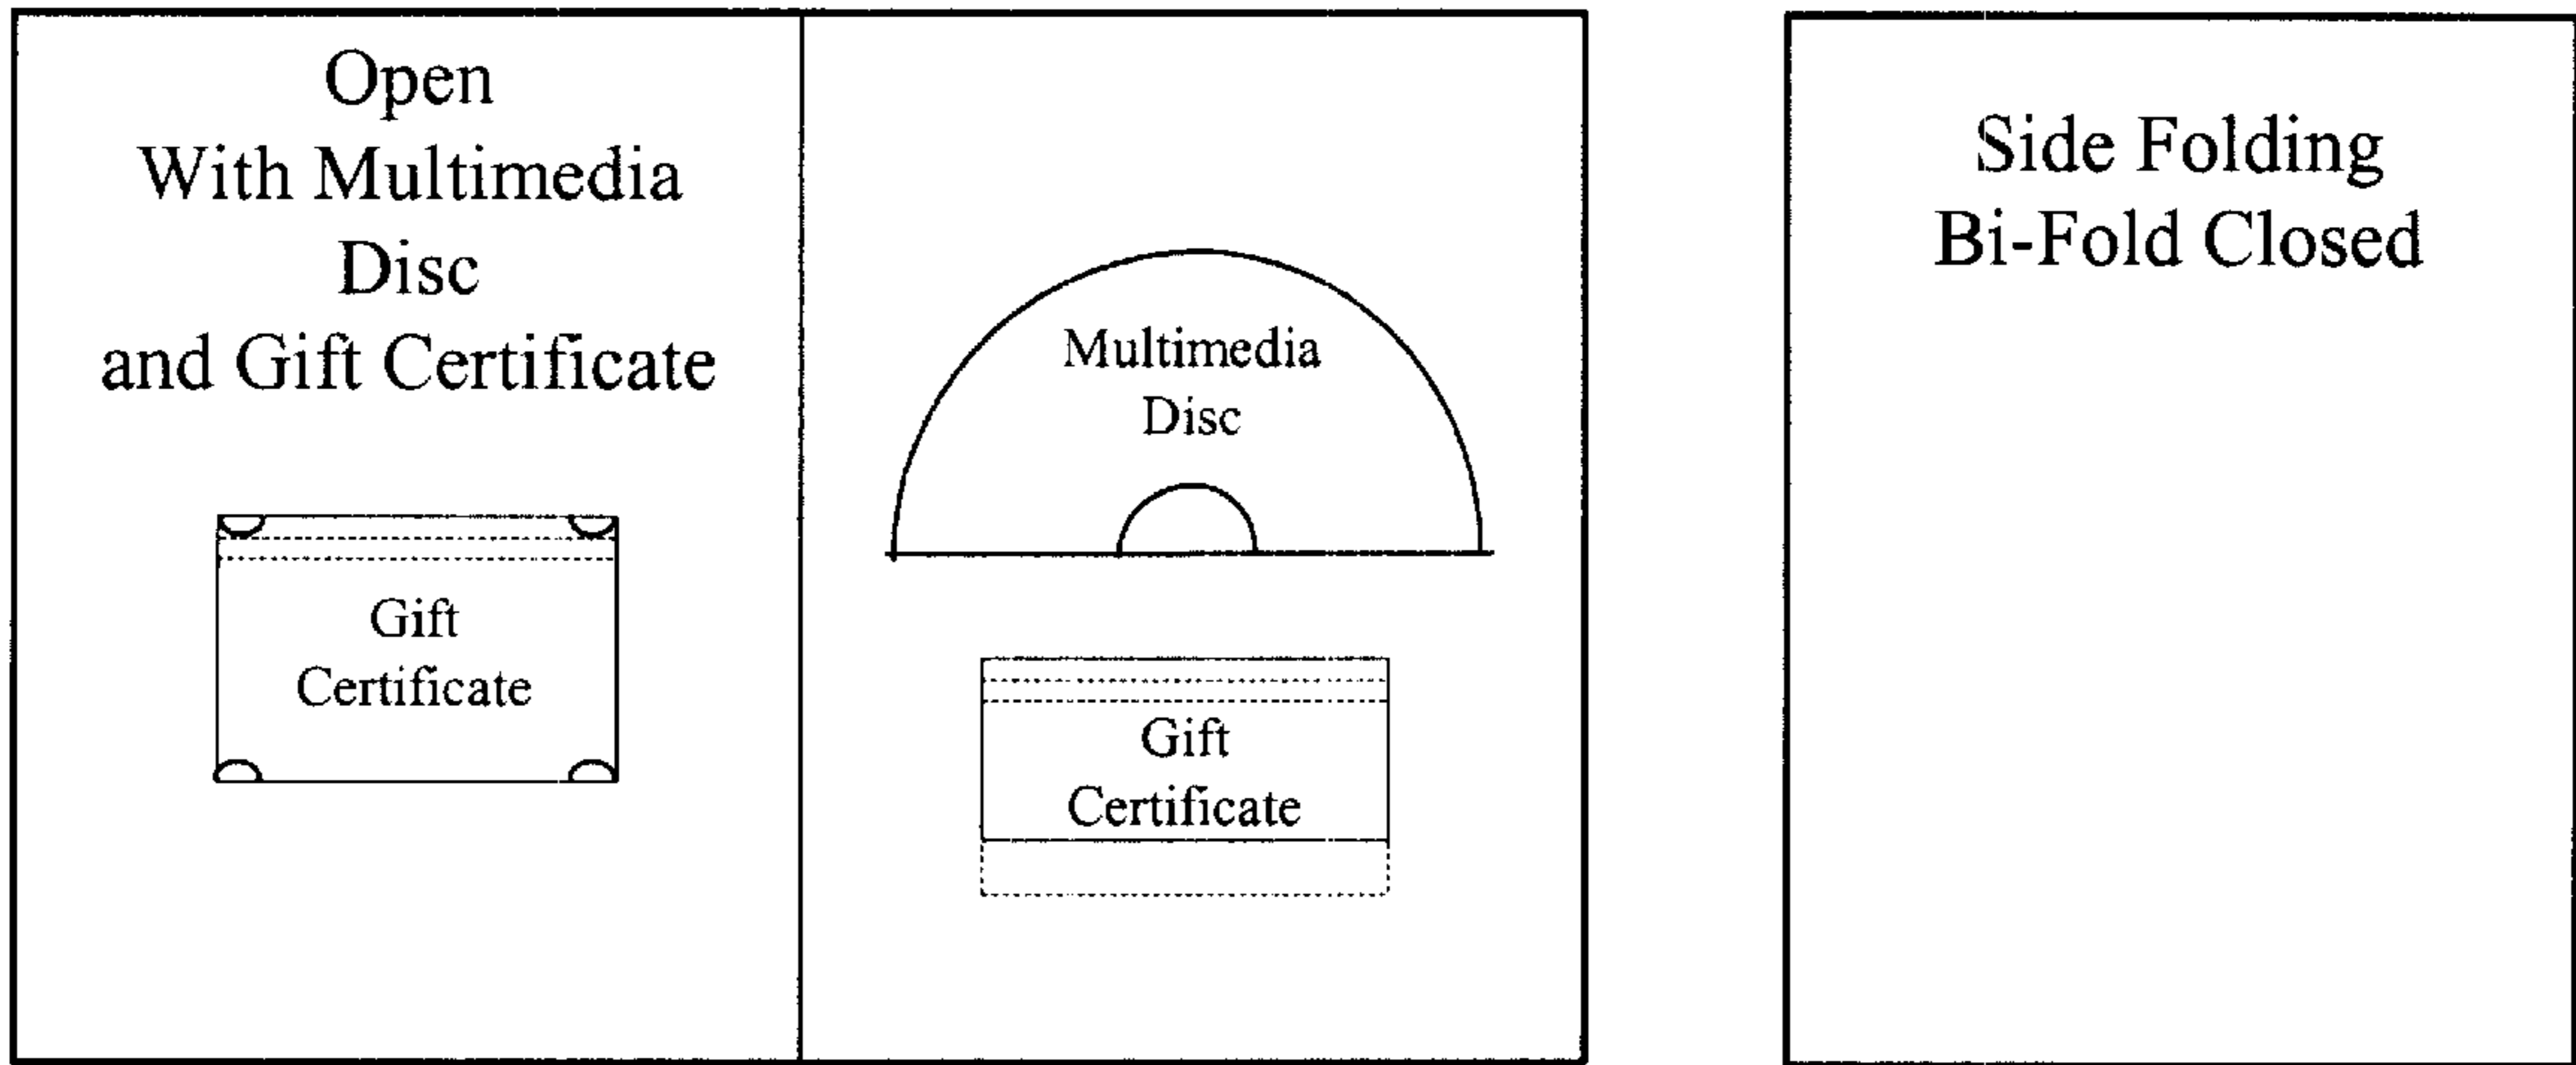 Open
With Multimedia
Disc
and Gift Certificate
Gift
Certificate
Multimedia
Disc
Gift
Certificate
Side Folding
Bi-Fold Closed